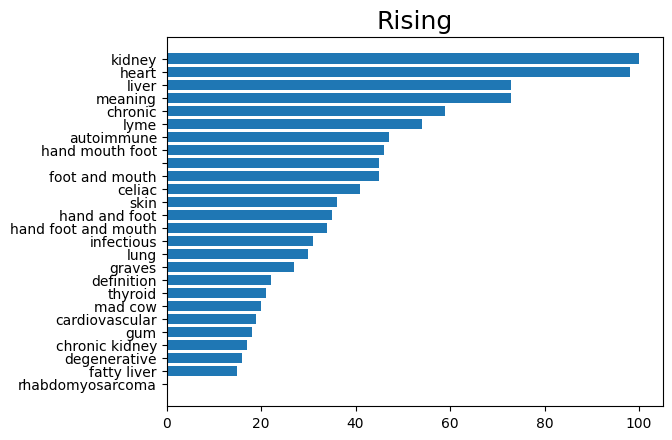 Rising
kidney
heart
liver
meaning
chronic
lyme
autoimmune
hand mouth foot
foot and mouth
celiac
skin
hand and foot
hand foot and mouth
infectious
lung
graves
definition
thyroid
mad cow
cardiovascular
gum
chronic kidney
degenerative
fatty liver
rhabdomyosarcoma
0 20 40 60 80 100